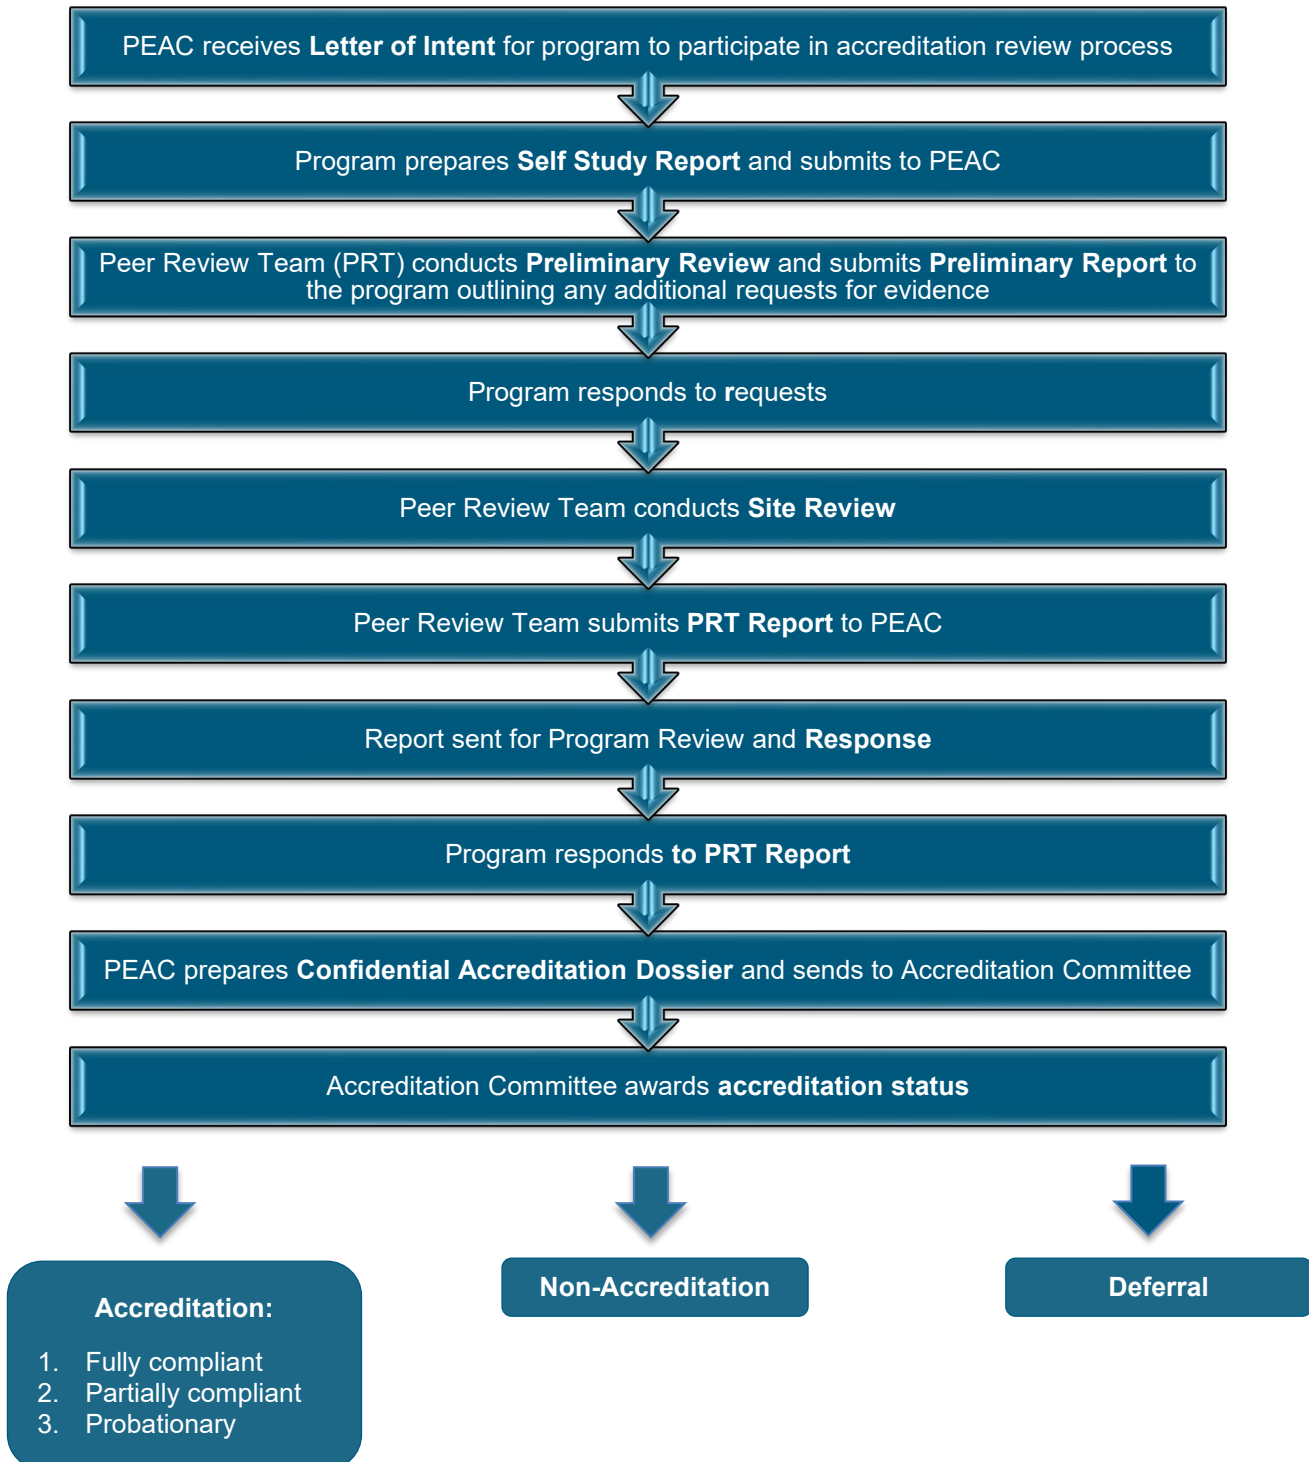 PEAC receives Letter of Intent for program to participate in accreditation review process
Program prepares Self Study Report and submits to PEAC
Peer Review Team (PRT) conducts Preliminary Review and submits Preliminary Report to
the program outlining any additional requests for evidence
Program responds to requests
Peer Review Team conducts Site Review
Peer Review Team submits PRT Report to PEAC
Report sent for Program Review and Response
Program responds to PRT Report
PEAC prepares Confidential Accreditation Dossier and sends to Accreditation Committee
Accreditation Committee awards accreditation status
Accreditation:
1. Fully compliant
2. Partially compliant
3. Probationary
Non-Accreditation
Deferral